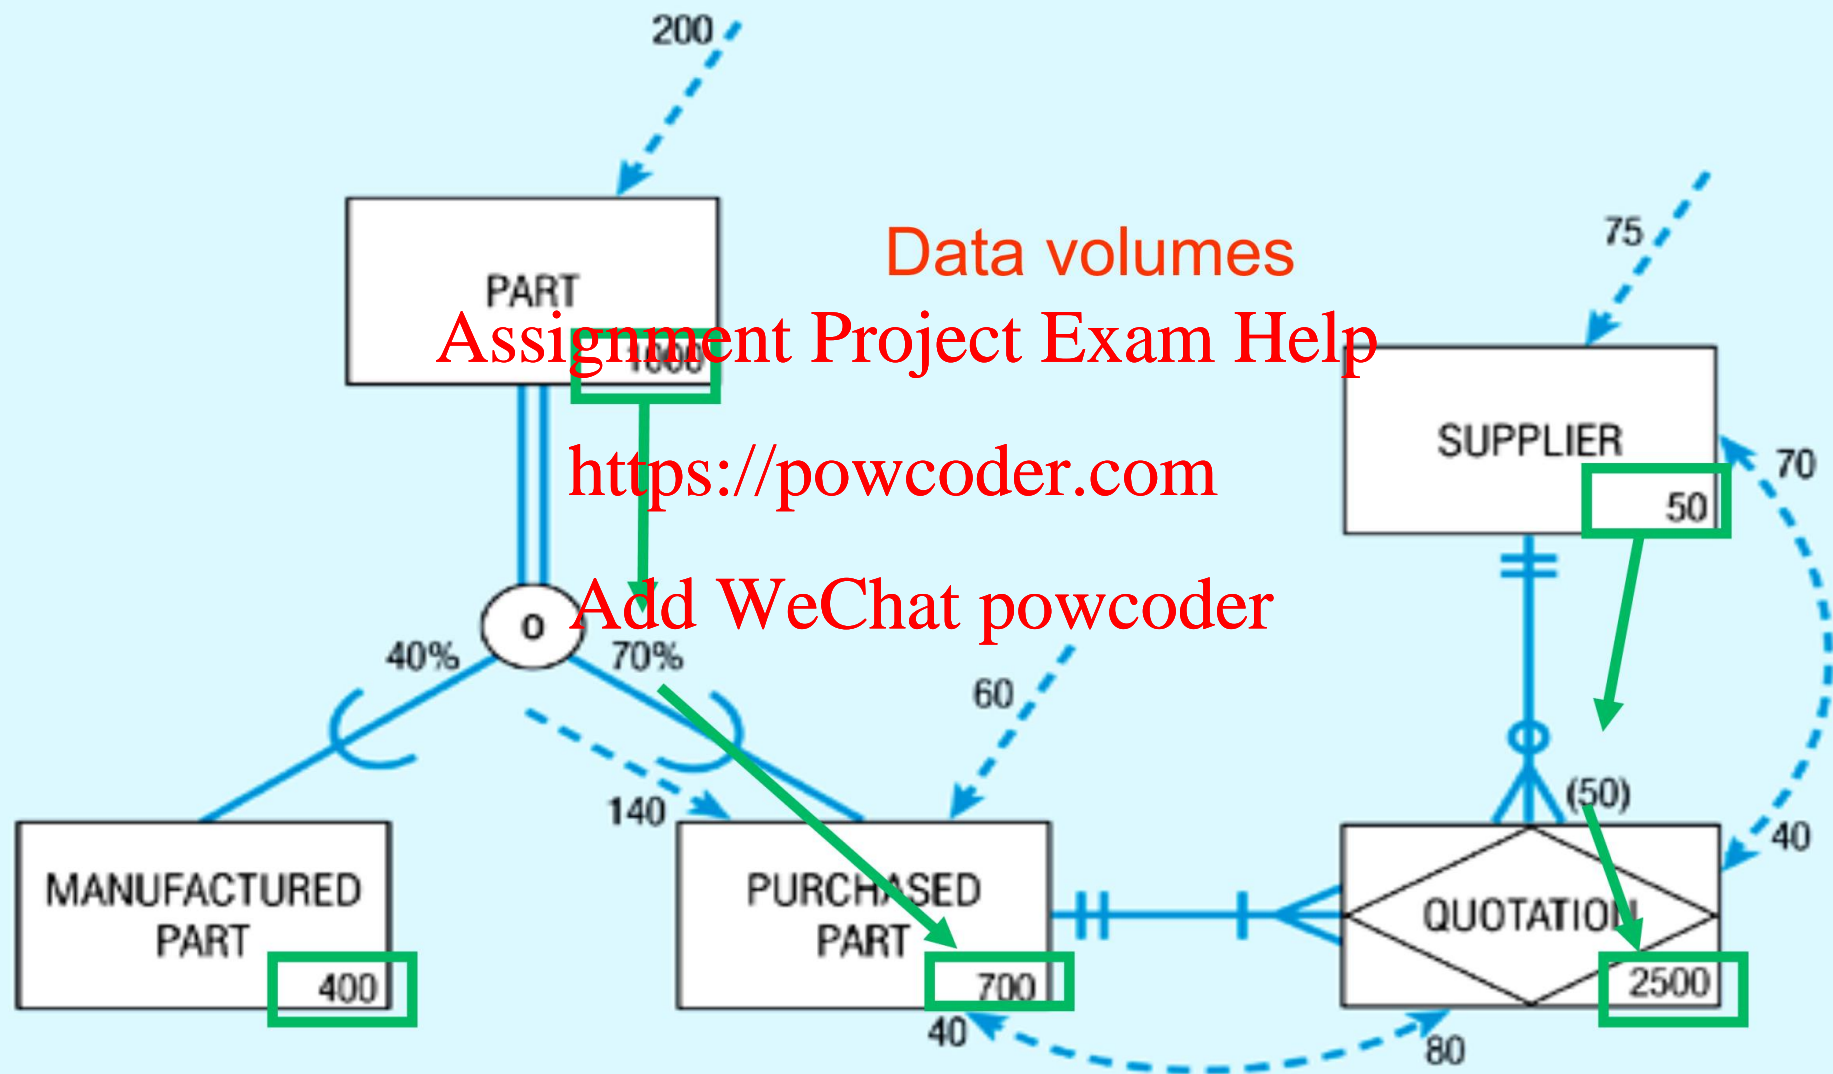 200
75
Data volumes
PART
Assignment Project Exam Help
1000
SUPPLIER
70
https://powcoder.com
50
Add WeChat powcoder
O
40%
70%
60
140
(50)
40
MANUFACTURED
PART
PURCHASED
PART
QUOTATION
400
700
2500
40
80